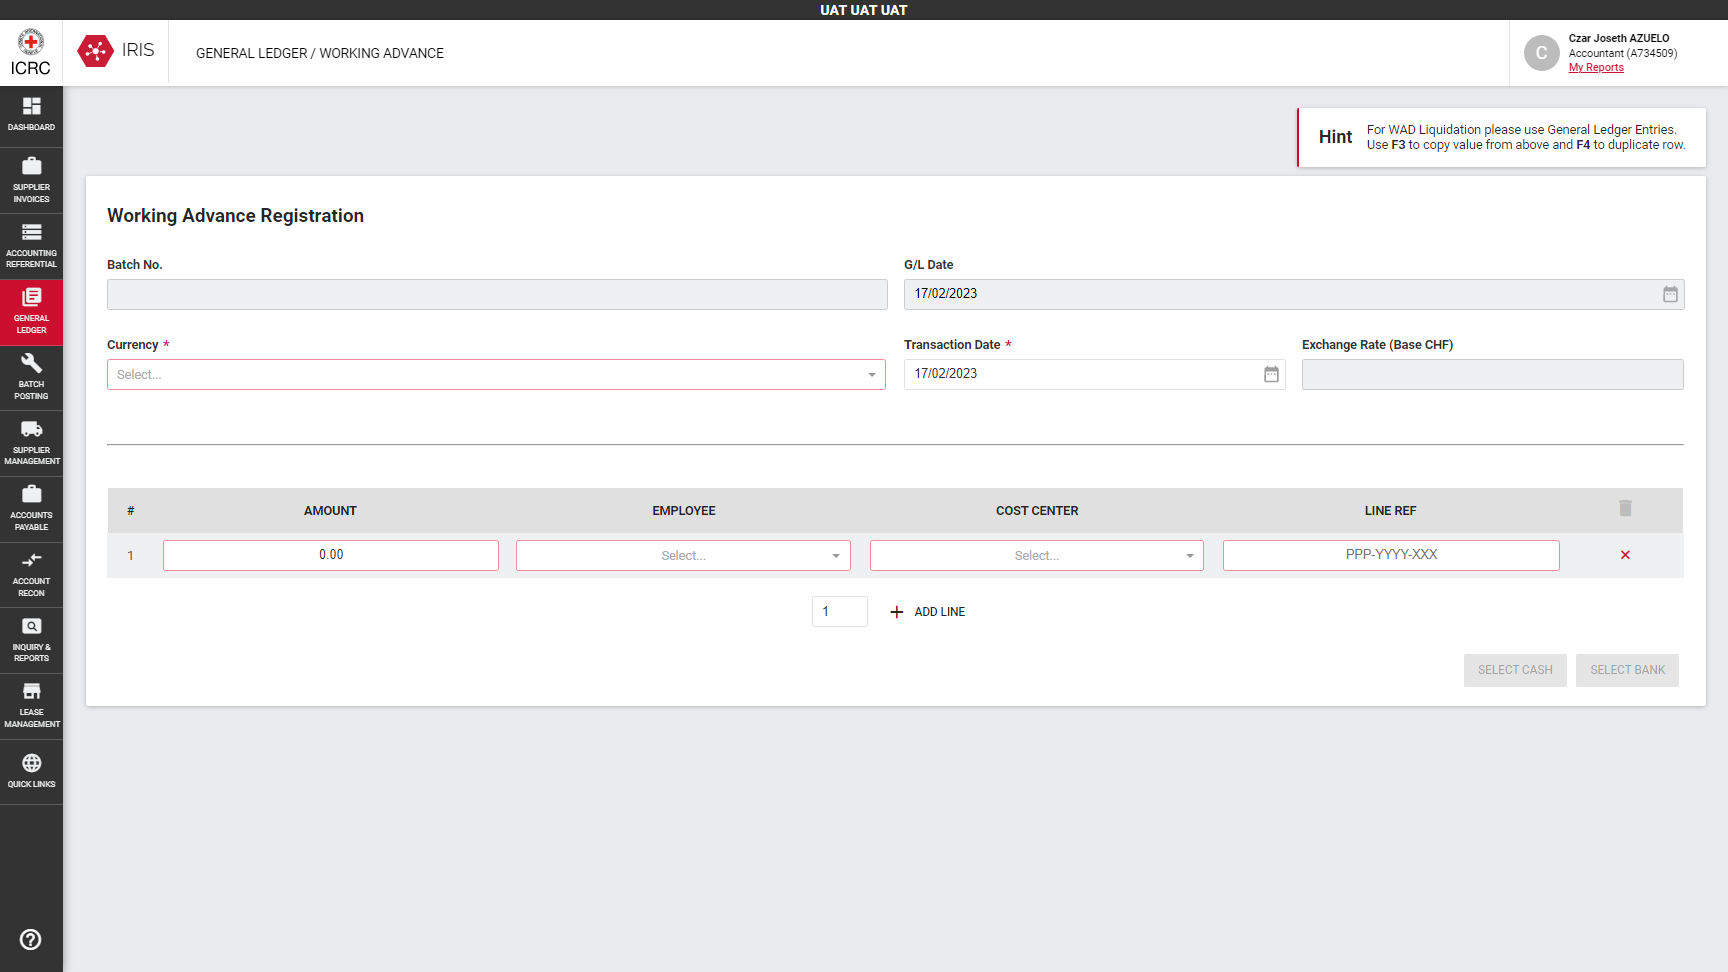 UAT UAT UAT
ICRC
IRIS
GENERAL LEDGER / WORKING ADVANCE
C
Czar Joseth AZUELO
Accountant (A734509)
My Reports
DASHBOARD
SUPPLIER
INVOICES
ACCOUNTING
REFERENTIAL
GENERAL
LEDGER
BATCH
POSTING
SUPPLIER
MANAGEMENT
ACCOUNTS
PAYABLE
ACCOUNT
RECON
INQUIRY &
REPORTS
LEASE
MANAGEMENT
QUICK LINKS
Hint
For WAD Liquidation please use General Ledger Entries.
Use F3 to copy value from above and F4 to duplicate row.
Working Advance Registration
Batch No.
G/L Date
17/02/2023
Currency *
Select...
Transaction Date *
17/02/2023
Exchange Rate (Base CHF)
# AMOUNT EMPLOYEE COST CENTER LINE REF
1 0.00 Select... Select... PPP-YYYY-XXX
1 ADD LINE
SELECT CASH SELECT BANK